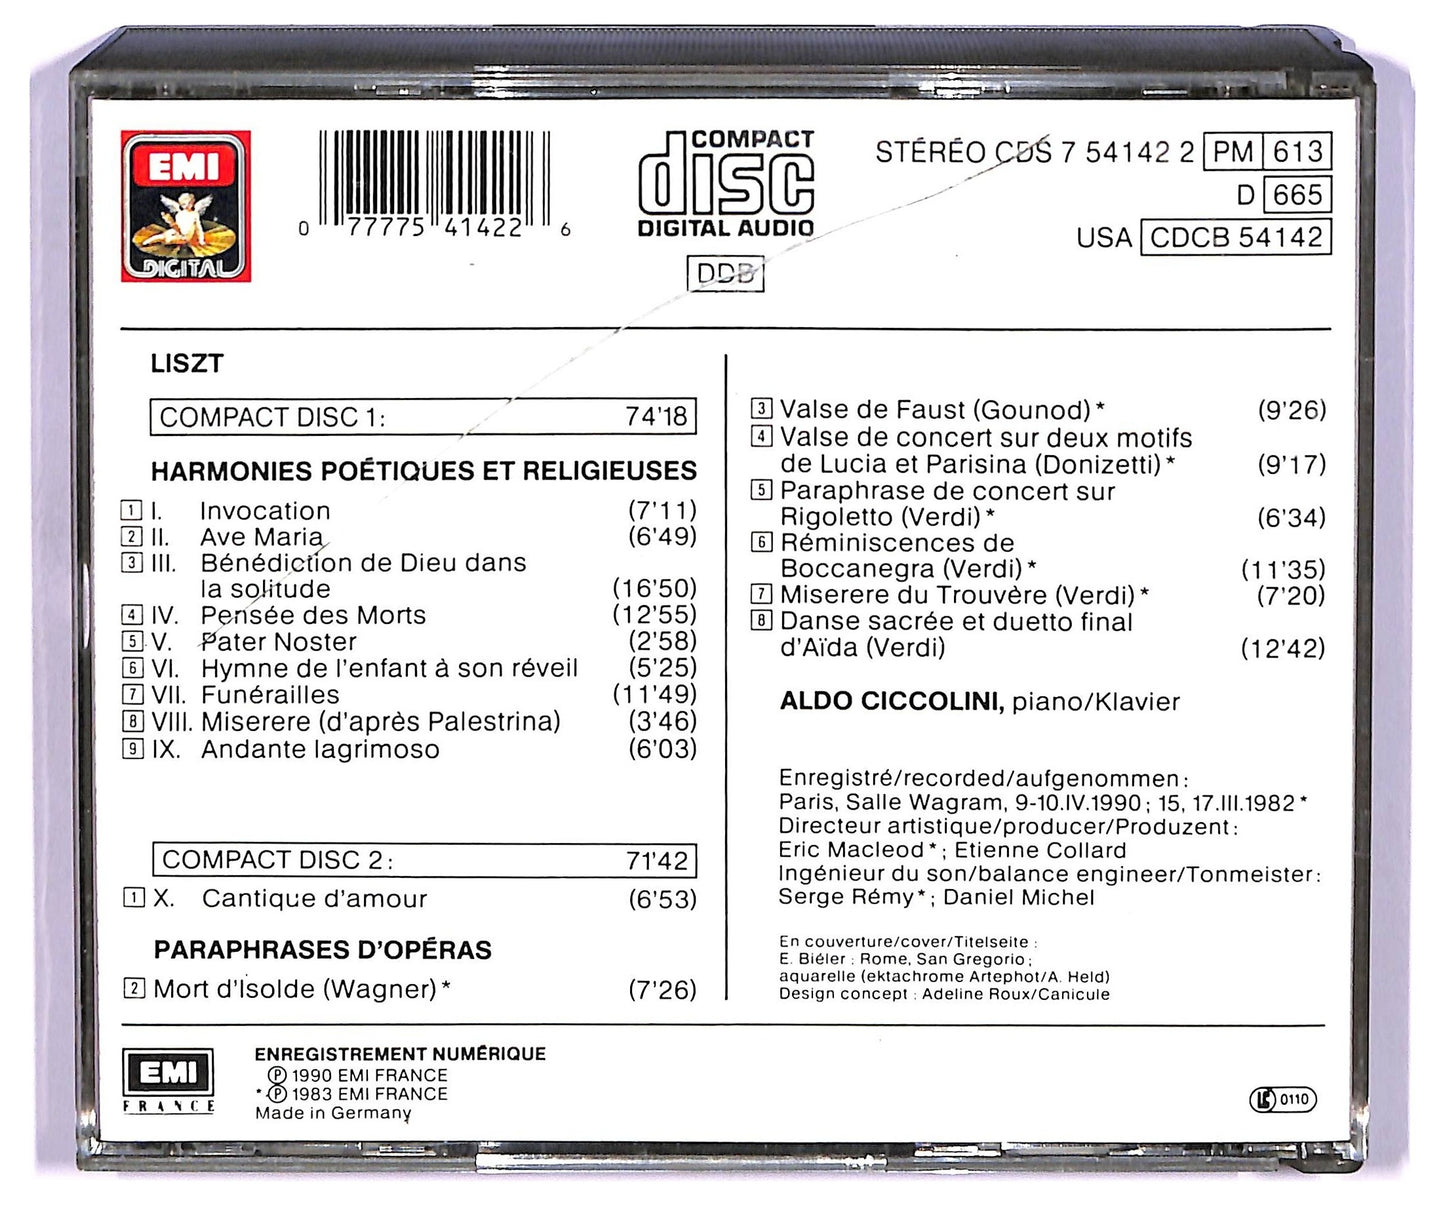 EMI
DIGITAL
0 77775 41422 6
COMPACT
disc
DIGITAL AUDIO
DDB
STÉRÉO CDS 7 54142 2 PM 613
D 665
USA CDCB 54142
LISZT
COMPACT DISC 1: 74'18
HARMONIES POÉTIQUES ET RELIGIEUSES
1 I. Invocation (7'11)
2 II. Ave Maria (6'49)
3 III. Bénédiction de Dieu dans
la solitude (16'50)
4 IV. Pensée des Morts (12'55)
5 V. Pater Noster (2'58)
6 VI. Hymne de l'enfant à son réveil (5'25)
7 VII. Funérailles (11'49)
8 VIII. Miserere (d'après Palestrina) (3'46)
9 IX. Andante lagrimoso (6'03)
COMPACT DISC 2: 71'42
1 X. Cantique d'amour (6'53)
PARAPHRASES D'OPÉRAS
2 Mort d'Isolde (Wagner)* (7'26)
3 Valse de Faust (Gounod)* (9'26)
4 Valse de concert sur deux motifs
de Lucia et Parisina (Donizetti)* (9'17)
5 Paraphrase de concert sur
Rigoletto (Verdi)* (6'34)
6 Réminiscences de
Boccanegra (Verdi)* (11'35)
7 Miserere du Trouvère (Verdi)* (7'20)
8 Danse sacrée et duetto final
d'Aïda (Verdi) (12'42)
ALDO CICCOLINI, piano/Klavier
Enregistré/recorded/aufgenommen:
Paris, Salle Wagram, 9-10.IV.1990; 15, 17.III.1982*
Directeur artistique/producer/Produzent:
Eric Macleod*; Etienne Collard
Ingénieur du son/balance engineer/Tonmeister:
Serge Rémy*; Daniel Michel
En couverture/cover/Titelseite:
E. Biéler: Rome, San Gregorio;
aquarelle (ektachrome Artephot/A. Held)
Design concept: Adeline Roux/Canicule
EMI
FRANCE
ENREGISTREMENT NUMÉRIQUE
Ⓟ 1990 EMI FRANCE
*Ⓟ 1983 EMI FRANCE
Made in Germany
LC 0110